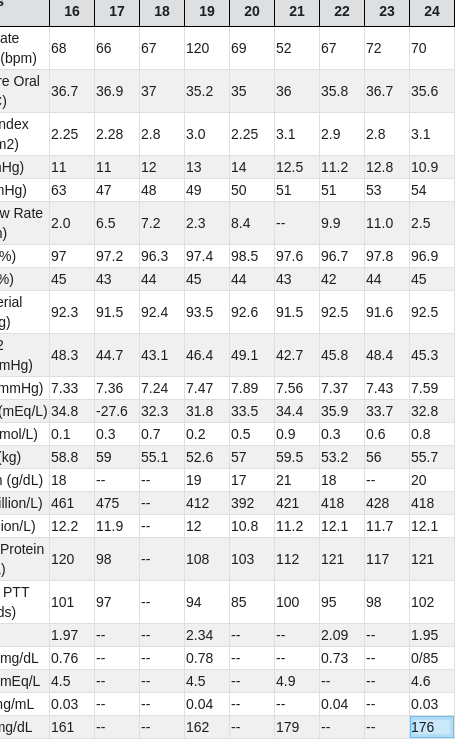 s 16 17 18 19 20 21 22 23 24
ate
(bpm) 68 66 67 120 69 52 67 72 70
re Oral
C) 36.7 36.9 37 35.2 35 36 35.8 36.7 35.6
ndex
m2) 2.25 2.28 2.8 3.0 2.25 3.1 2.9 2.8 3.1
nHg) 11 11 12 13 14 12.5 11.2 12.8 10.9
nHg) 63 47 48 49 50 51 51 53 54
w Rate
n) 2.0 6.5 7.2 2.3 8.4 -- 9.9 11.0 2.5
%) 97 97.2 96.3 97.4 98.5 97.6 96.7 97.8 96.9
%) 45 43 44 45 44 43 42 44 45
erial
g) 92.3 91.5 92.4 93.5 92.6 91.5 92.5 91.6 92.5
2
mHg) 48.3 44.7 43.1 46.4 49.1 42.7 45.8 48.4 45.3
mmHg) 7.33 7.36 7.24 7.47 7.89 7.56 7.37 7.43 7.59
(mEq/L) 34.8 -27.6 32.3 31.8 33.5 34.4 35.9 33.7 32.8
mol/L) 0.1 0.3 0.7 0.2 0.5 0.9 0.3 0.6 0.8
(kg) 58.8 59 55.1 52.6 57 59.5 53.2 56 55.7
n (g/dL) 18 -- -- 19 17 21 18 -- 20
illion/L) 461 475 -- 412 392 421 418 428 418
ion/L) 12.2 11.9 -- 12 10.8 11.2 12.1 11.7 12.1
Protein
L) 120 98 -- 108 103 112 121 117 121
PTT
ds) 101 97 -- 94 85 100 95 98 102
1.97 -- -- 2.34 -- -- 2.09 -- 1.95
mg/dL 0.76 -- -- 0.78 -- -- 0.73 -- 0/85
mEq/L 4.5 -- -- 4.5 -- 4.9 -- -- 4.6
ng/mL 0.03 -- -- 0.04 -- -- 0.04 -- 0.03
mg/dL 161 -- -- 162 -- 179 -- -- 176